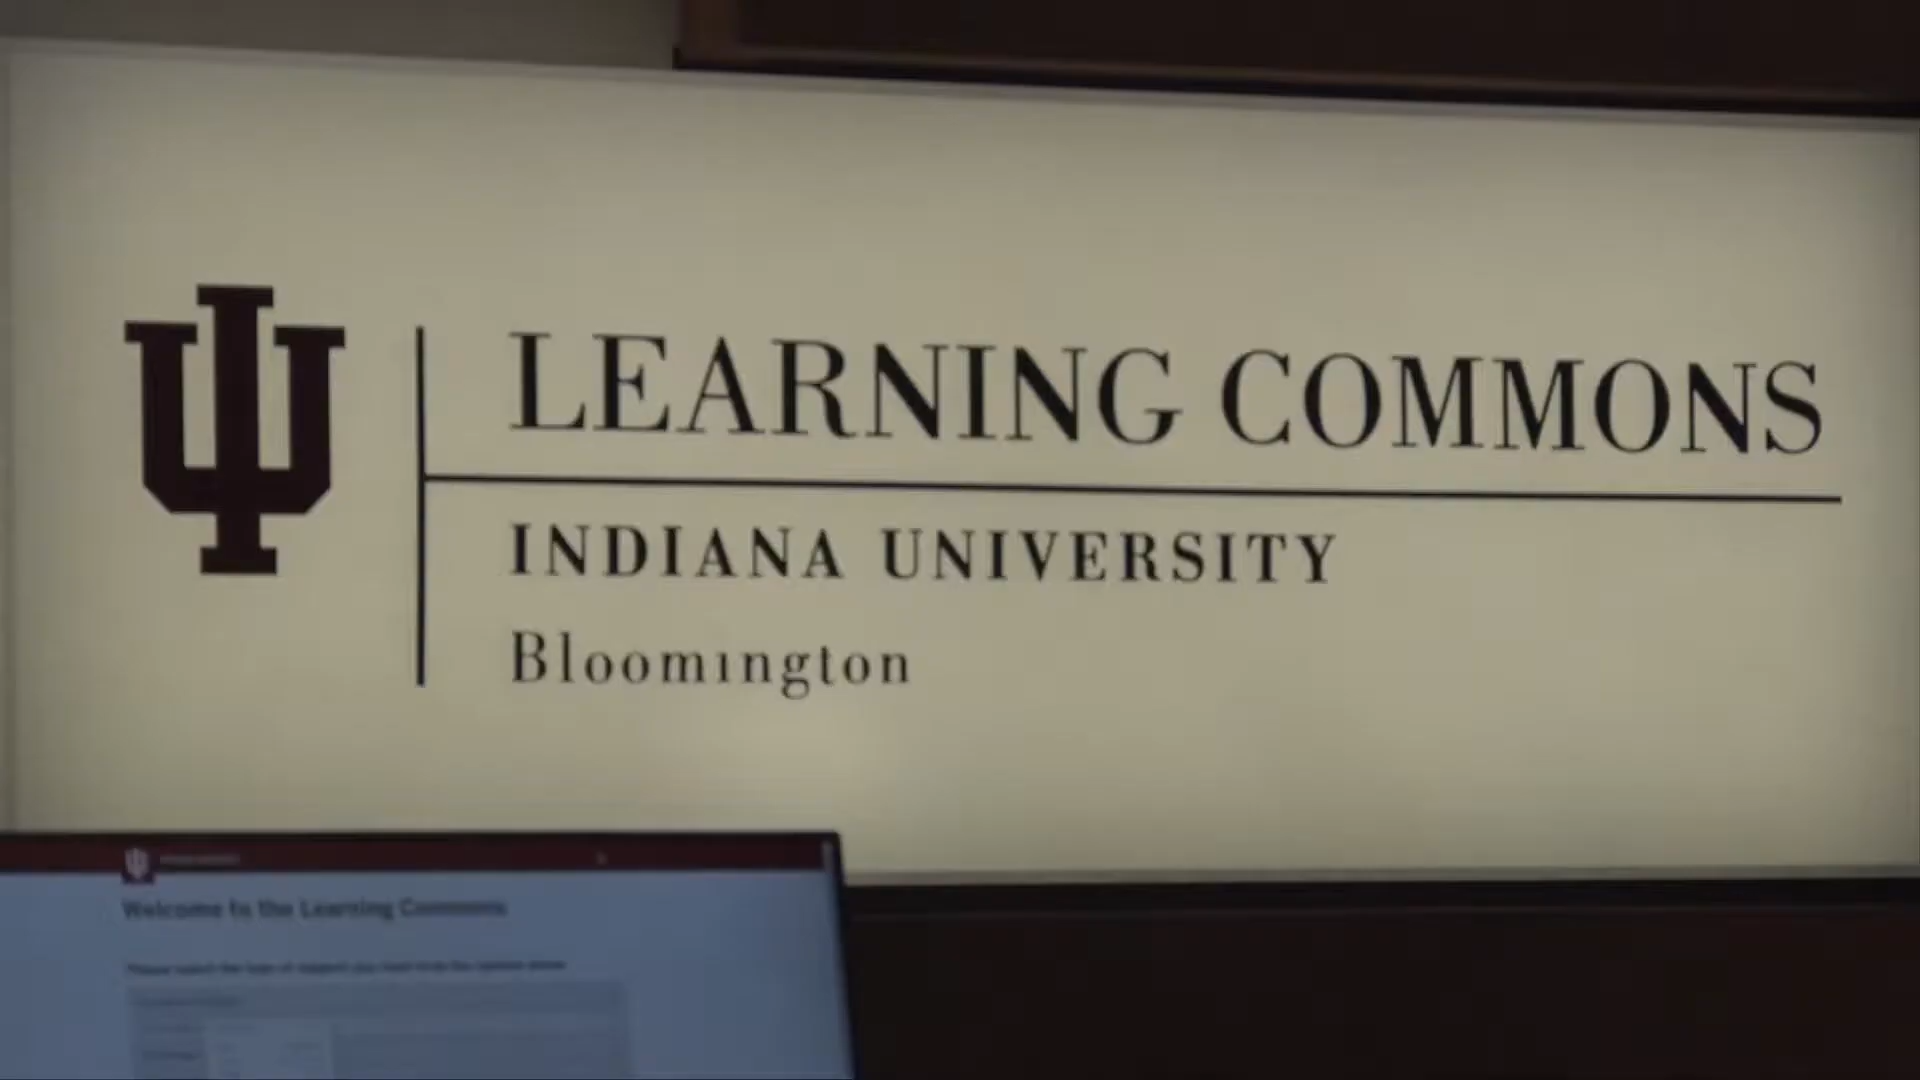 LEARNING COMMONS
INDIANA UNIVERSITY
Bloomington
Welcome to the Learning Commons